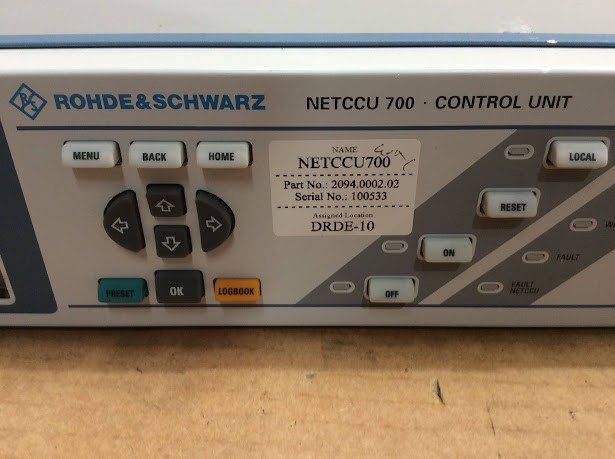 R&S ROHDE&SCHWARZ
NETCCU 700 · CONTROL UNIT
MENU BACK HOME
NAME
NETCCU700
Part No.: 2094.0002.02
Serial No.: 100533
Assigned Location
DRDE-10
LOCAL
RESET
ON
FAULT
PRESET OK LOGBOOK
OFF
FAULT
NETCCU